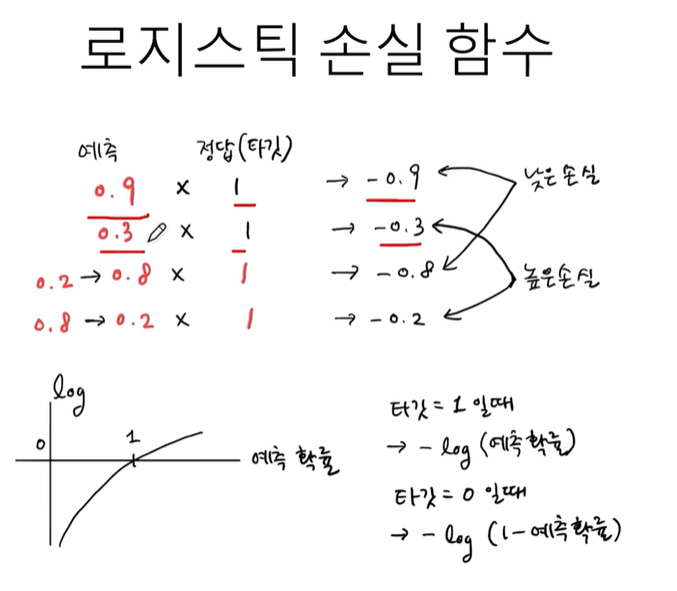 로지스틱 손실 함수
예측 정답(타깃)
0.9 × 1 → -0.9 낮은 손실
0.3 × 1 → -0.3
0.2 → 0.8 × 1 → -0.8 높은손실
0.8 → 0.2 × 1 → -0.2
log
0 1 예측 확률
타깃 = 1 일때
→ - log (예측 확률)
타깃 = 0 일때
→ - log (1-예측확률)